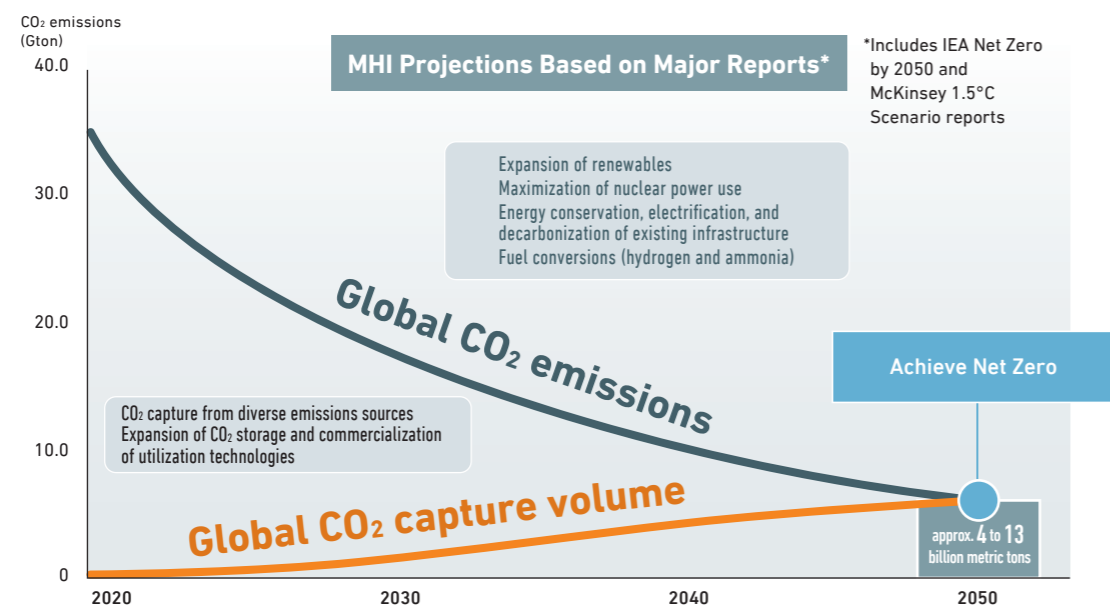 CO₂ emissions
(Gton)
40.0
MHI Projections Based on Major Reports*
*Includes IEA Net Zero
by 2050 and
McKinsey 1.5°C
Scenario reports
Expansion of renewables
Maximization of nuclear power use
Energy conservation, electrification, and
decarbonization of existing infrastructure
Fuel conversions (hydrogen and ammonia)
30.0
20.0
Global CO₂ emissions
Achieve Net Zero
CO₂ capture from diverse emissions sources
Expansion of CO₂ storage and commercialization
of utilization technologies
10.0
Global CO₂ capture volume
approx. 4 to 13
billion metric tons
0
2020
2030
2040
2050